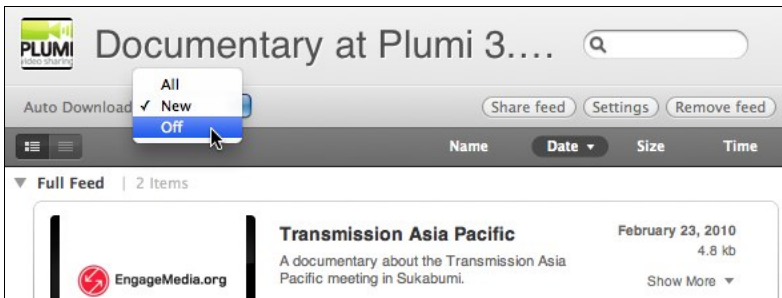 PLUMI
video sharing
Documentary at Plumi 3....
All
Auto Download
✓ New
Off
Share feed
Settings
Remove feed
Name Date ▼ Size Time
▼ Full Feed | 2 Items
Transmission Asia Pacific
February 23, 2010
4.8 kb
A documentary about the Transmission Asia
Pacific meeting in Sukabumi.
Show More ▼
EngageMedia.org